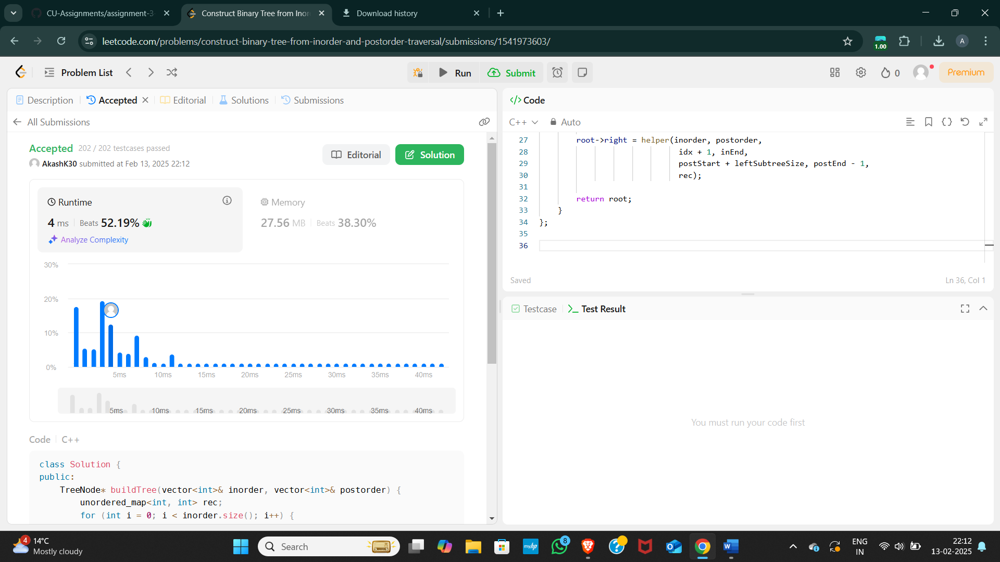 CU-Assignments/assignment-3-
Construct Binary Tree from Inor
Download history
leetcode.com/problems/construct-binary-tree-from-inorder-and-postorder-traversal/submissions/1541973603/
1.00
A
Problem List
Run
Submit
0
Premium
Description
Accepted
Editorial
Solutions
Submissions
All Submissions
Accepted 202 / 202 testcases passed
AkashK30 submitted at Feb 13, 2025 22:12
Editorial
Solution
Runtime
4 ms
Beats 52.19%
Analyze Complexity
Memory
27.56 MB
Beats 38.30%
30%
20%
10%
0%
5ms 10ms 15ms 20ms 25ms 30ms 35ms 40ms
5ms 10ms 15ms 20ms 25ms 30ms 35ms 40ms
Code
C++
class Solution {
public:
    TreeNode* buildTree(vector<int>& inorder, vector<int>& postorder) {
        unordered_map<int, int> rec;
        for (int i = 0; i < inorder.size(); i++) {
</> Code
C++
Auto
27 root->right = helper(inorder, postorder,
28 idx + 1, inEnd,
29 postStart + leftSubtreeSize, postEnd - 1,
30 rec);
31
32 return root;
33 }
34 };
35
36
Saved
Ln 36, Col 1
Testcase
Test Result
You must run your code first
4
14°C
Mostly cloudy
Search
myhp
8
ENG
IN
22:12
13-02-2025